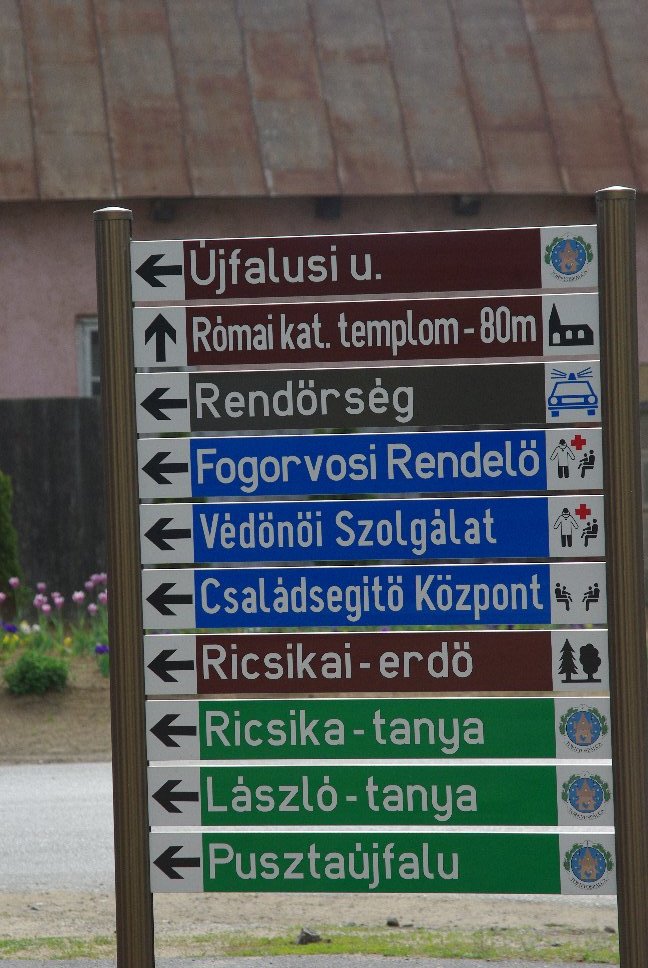 Újfalusi u.
Római kat. templom - 80m
Rendörség
Fogorvosi Rendelö
Védönöi Szolgálat
Családsegitö Központ
Ricsikai - erdö
Ricsika - tanya
László - tanya
Pusztaújfalu